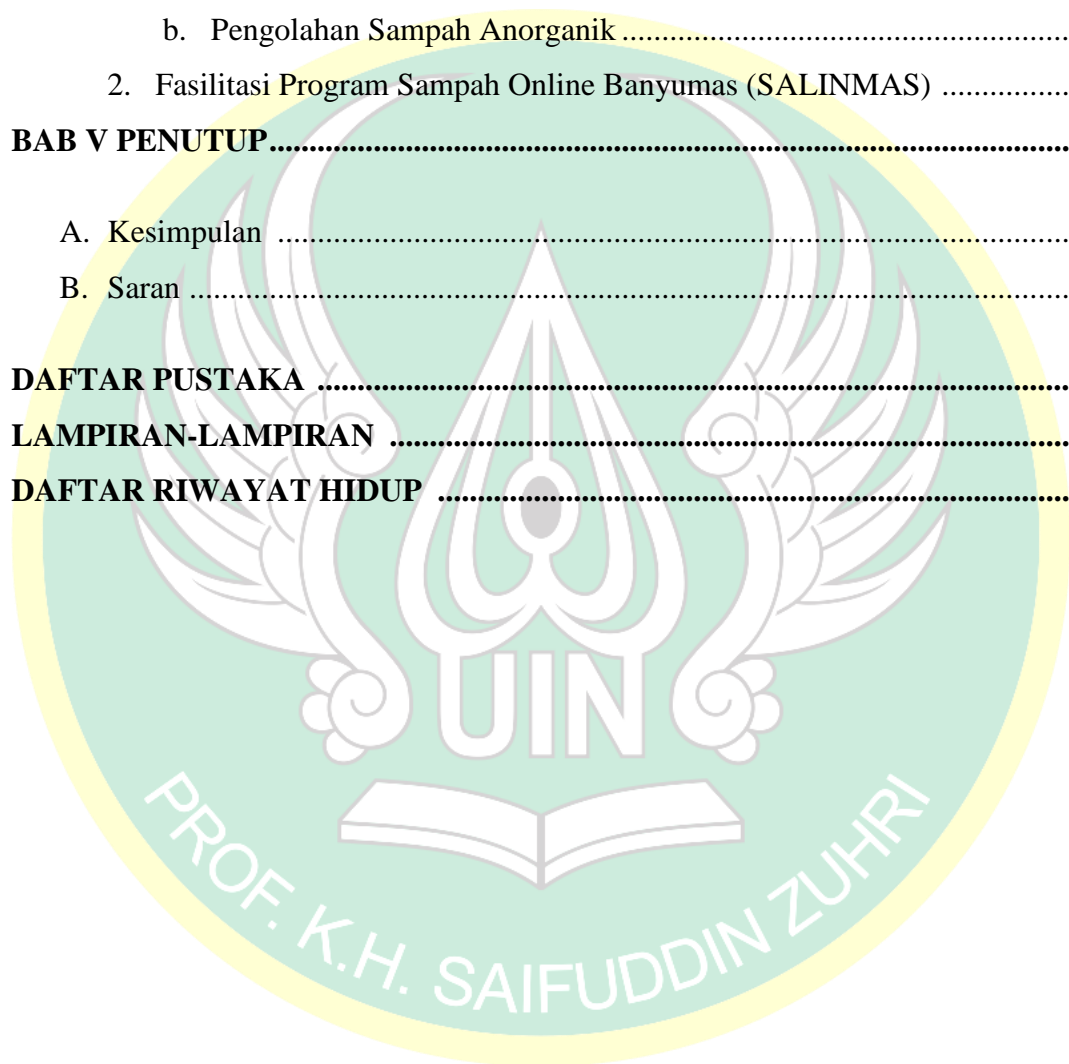 b. Pengolahan Sampah Anorganik ........................................................
2. Fasilitasi Program Sampah Online Banyumas (SALINMAS) ................
BAB V PENUTUP....................................................................................................
A. Kesimpulan ...................................................................................................
B. Saran ..............................................................................................................
DAFTAR PUSTAKA ..............................................................................................
LAMPIRAN-LAMPIRAN .....................................................................................
DAFTAR RIWAYAT HIDUP ...............................................................................
UIN
PROF. K.H. SAIFUDDIN ZUHRI